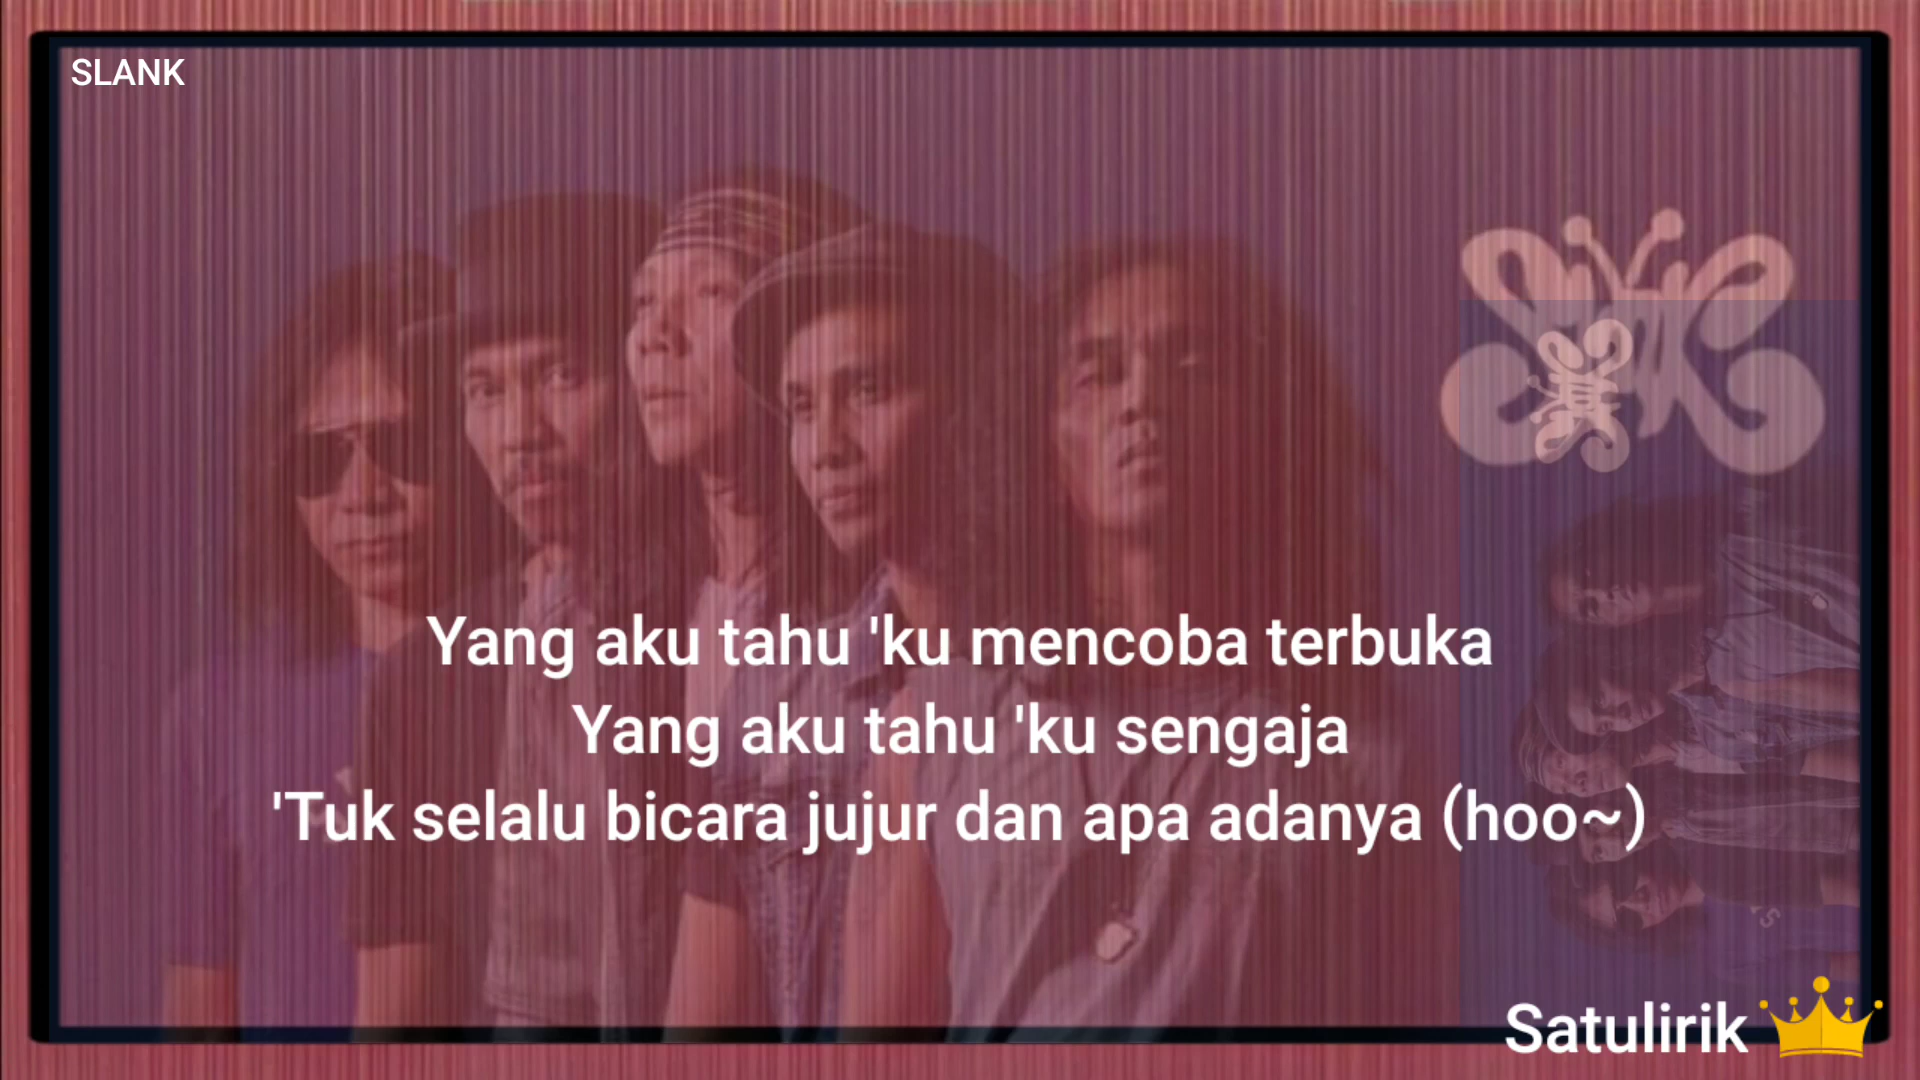 SLANK
Yang aku tahu 'ku mencoba terbuka
Yang aku tahu 'ku sengaja
'Tuk selalu bicara jujur dan apa adanya (hoo~)
Satulirik